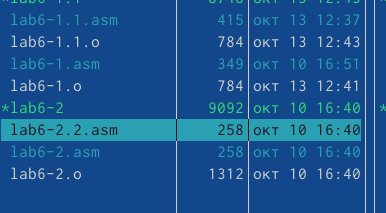 lab6-1.1.asm 415 окт 13 12:37
lab6-1.1.o 784 окт 13 12:43
lab6-1.asm 349 окт 10 16:51
lab6-1.o 784 окт 13 12:41
*lab6-2 9092 окт 10 16:40
lab6-2.2.asm 258 окт 10 16:40
lab6-2.asm 258 окт 10 16:40
lab6-2.o 1312 окт 10 16:40